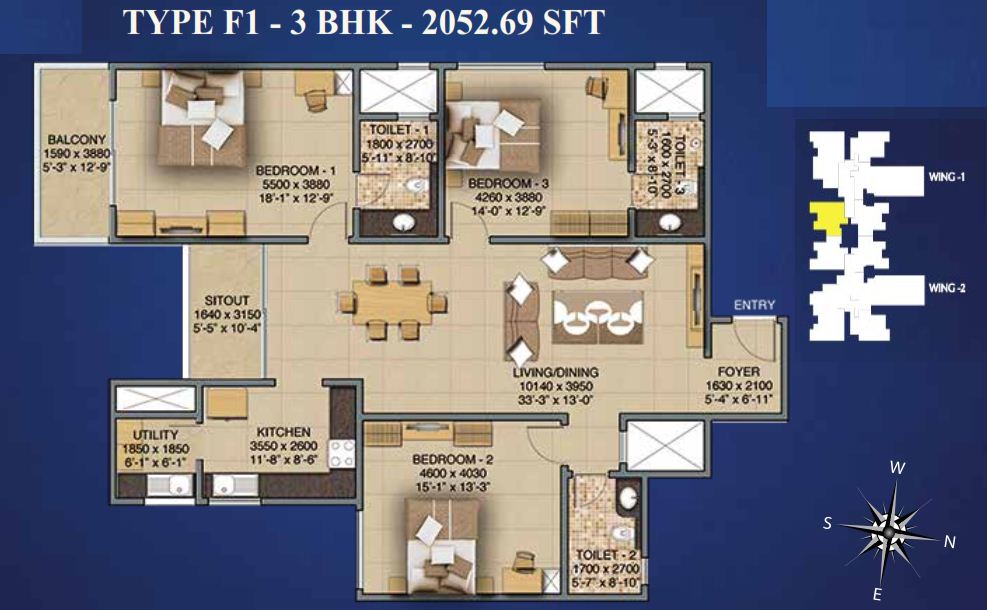 TYPE F1 - 3 BHK - 2052.69 SFT
BALCONY
1590 x 3880
5'-3" x 12'-9"
BEDROOM - 1
5500 x 3880
18'-1" x 12'-9"
TOILET - 1
1800 x 2700
5'-11" x 8'-10"
BEDROOM - 3
4260 x 3880
14'-0" x 12'-9"
TOILET - 3
1600 x 2700
5'-3" x 8'-10"
WING -1
WING -2
SITOUT
1640 x 3150
5'-5" x 10'-4"
ENTRY
LIVING/DINING
10140 x 3950
33'-3" x 13'-0"
FOYER
1630 x 2100
5'-4" x 6'-11"
UTILITY
1850 x 1850
6'-1" x 6'-1"
KITCHEN
3550 x 2600
11'-8" x 8'-6"
BEDROOM - 2
4600 x 4030
15'-1" x 13'-3"
TOILET - 2
1700 x 2700
5'-7" x 8'-10"
W
S
N
E